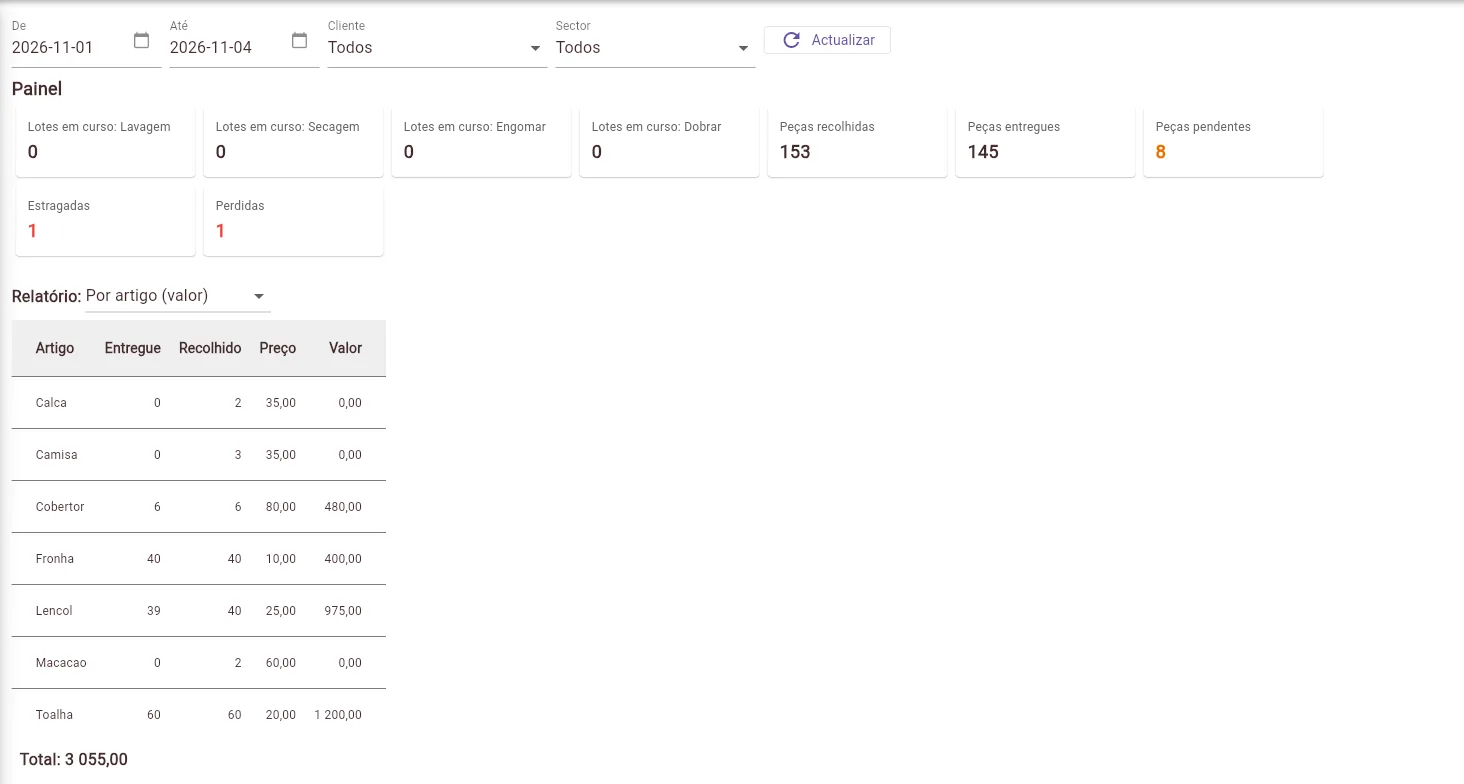 De Até Cliente Sector
2026-11-01 2026-11-04 Todos Todos Actualizar
Painel
Lotes em curso: Lavagem Lotes em curso: Secagem Lotes em curso: Engomar Lotes em curso: Dobrar Peças recolhidas Peças entregues Peças pendentes
0 0 0 0 153 145 8
Estragadas Perdidas
1 1
Relatório: Por artigo (valor)
Artigo Entregue Recolhido Preço Valor
Calca 0 2 35,00 0,00
Camisa 0 3 35,00 0,00
Cobertor 6 6 80,00 480,00
Fronha 40 40 10,00 400,00
Lencol 39 40 25,00 975,00
Macacao 0 2 60,00 0,00
Toalha 60 60 20,00 1 200,00
Total: 3 055,00